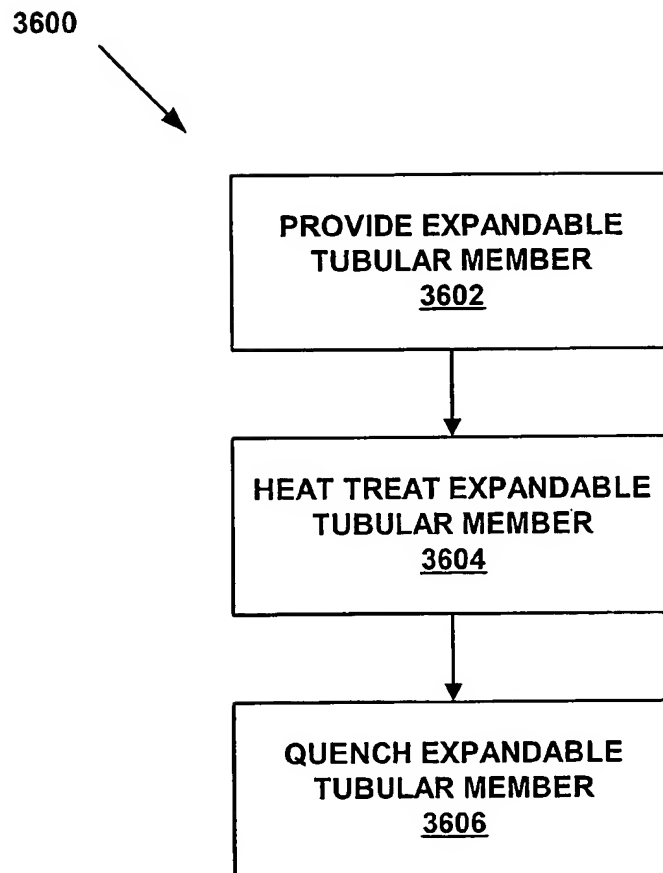 3600
PROVIDE EXPANDABLE
TUBULAR MEMBER
3602
HEAT TREAT EXPANDABLE
TUBULAR MEMBER
3604
QUENCH EXPANDABLE
TUBULAR MEMBER
3606